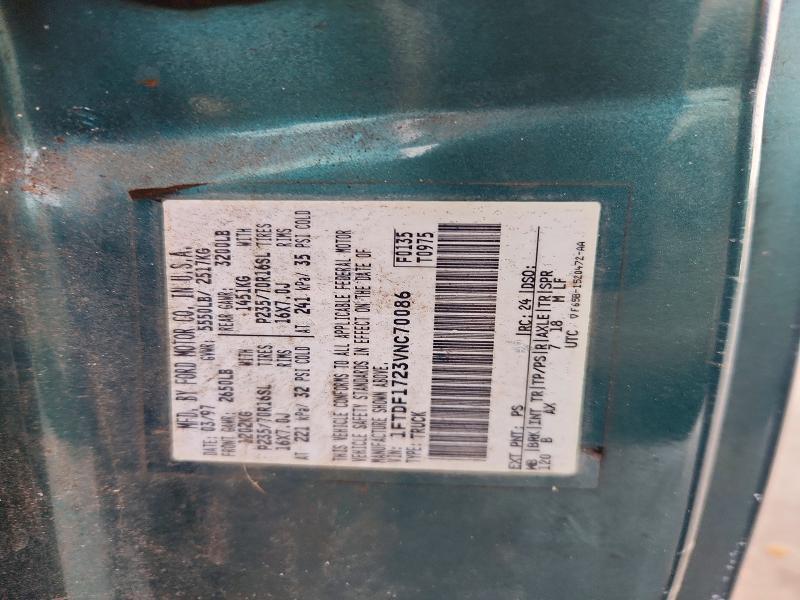 MFD. BY FORD MOTOR CO. IN U.S.A.
DATE: 03/97 GVWR: 5550LB/ 2517KG
FRONT GAWR: 2650LB REAR GAWR: 3200LB
1202KG WITH 1451KG WITH
P235/70R16SL TIRES P235/70R16SL TIRES
16X7.0J RIMS 16X7.0J RIMS
AT 221 kPa/ 32 PSI COLD AT 241 kPa/ 35 PSI COLD
THIS VEHICLE CONFORMS TO ALL APPLICABLE FEDERAL MOTOR
VEHICLE SAFETY STANDARDS IN EFFECT ON THE DATE OF
MANUFACTURE SHOWN ABOVE.
VIN: 1FTDF1723VNC70086 F0135
TYPE: TRUCK T0975
EXT PNT: PS RC: 24 DSO:
WB BRK INT TR TP/PS R AXLE TR SPR
120 B AX 7 18 M LF
UTC VF65B-1520472-AA